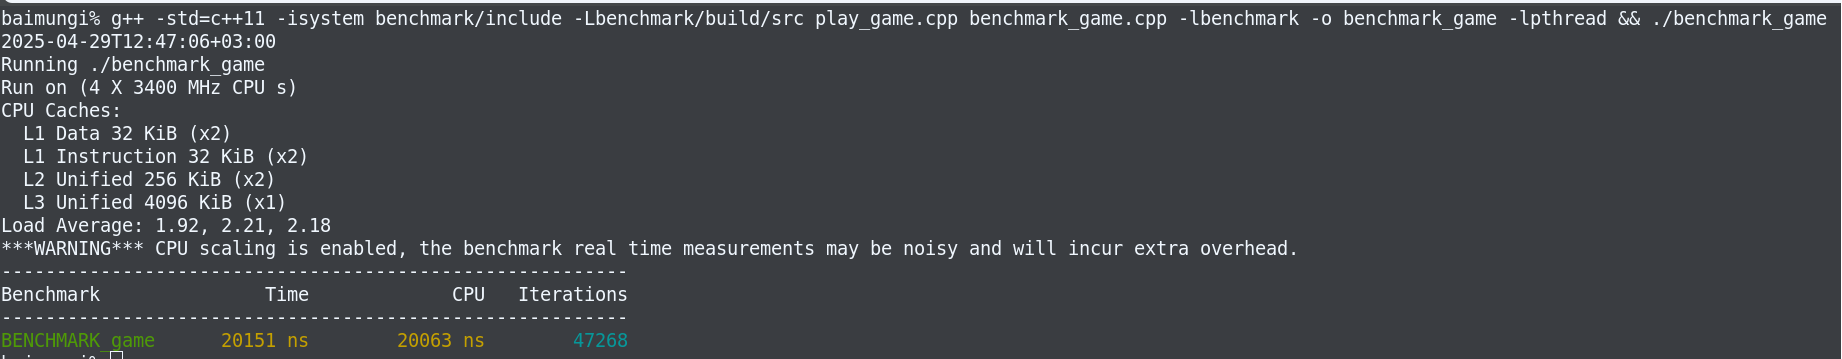 baimungi% g++ -std=c++11 -isystem benchmark/include -Lbenchmark/build/src play_game.cpp benchmark_game.cpp -lbenchmark -o benchmark_game -lpthread && ./benchmark_game
2025-04-29T12:47:06+03:00
Running ./benchmark_game
Run on (4 X 3400 MHz CPU s)
CPU Caches:
  L1 Data 32 KiB (x2)
  L1 Instruction 32 KiB (x2)
  L2 Unified 256 KiB (x2)
  L3 Unified 4096 KiB (x1)
Load Average: 1.92, 2.21, 2.18
***WARNING*** CPU scaling is enabled, the benchmark real time measurements may be noisy and will incur extra overhead.
---------------------------------------------------------
Benchmark               Time             CPU   Iterations
---------------------------------------------------------
BENCHMARK_game      20151 ns        20063 ns        47268